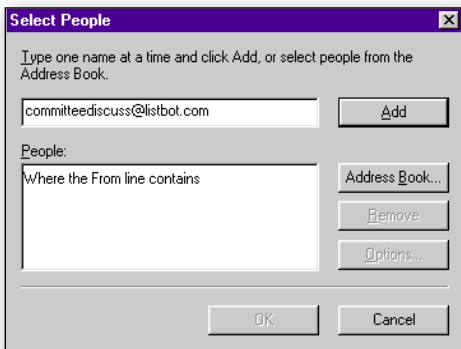 Select People
Type one name at a time and click Add, or select people from the
Address Book.
committeediscuss@listbot.com
Add
People:
Where the From line contains
Address Book...
Remove
Options...
OK
Cancel